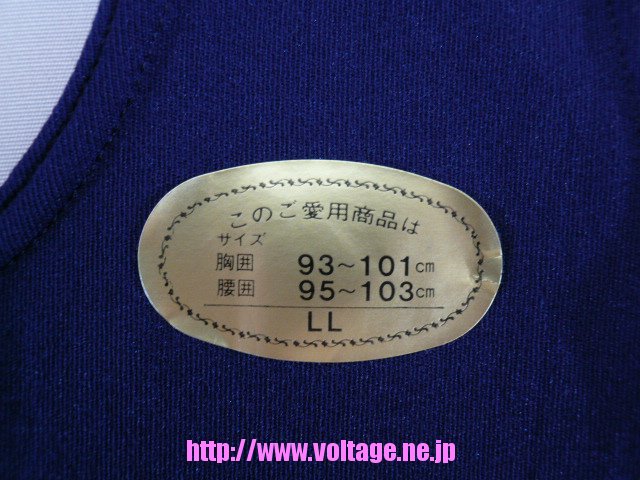 このご愛用商品は
サイズ
胸囲 93~101cm
腰囲 95~103cm
LL
http://www.voltage.ne.jp